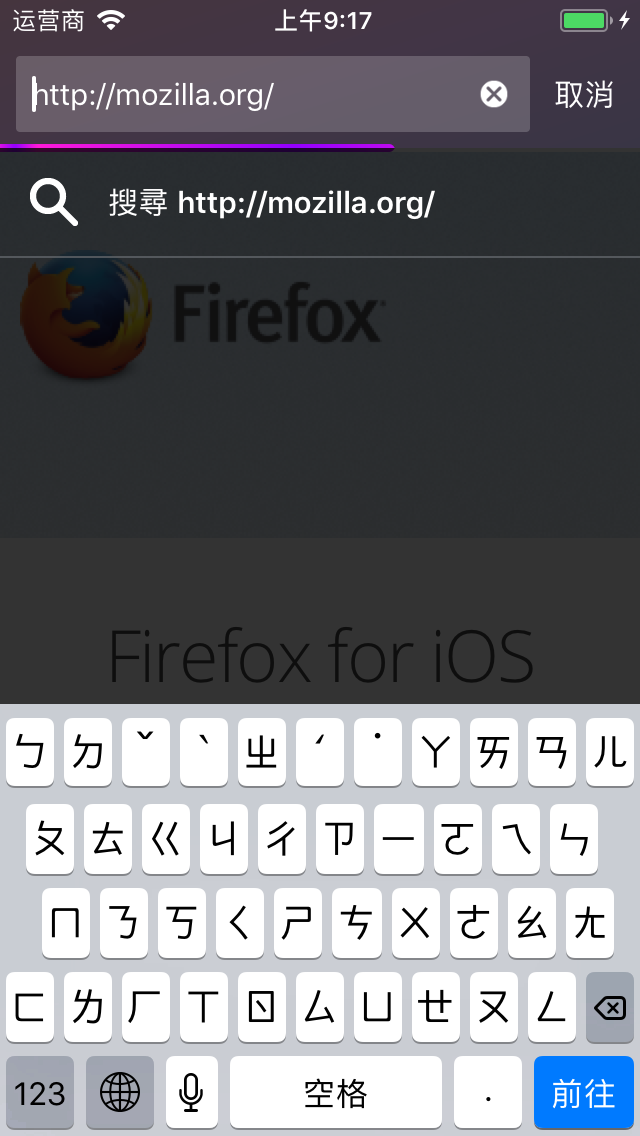 运营商 上午9:17
http://mozilla.org/ 取消
搜尋 http://mozilla.org/
Firefox
Firefox for iOS
ㄅ ㄉ ˇ ˋ ㄓ ˊ ˙ ㄚ ㄞ ㄢ ㄦ
ㄆ ㄊ ㄍ ㄐ ㄔ ㄗ 一 ㄛ ㄟ ㄣ
ㄇ ㄋ ㄎ ㄑ ㄕ ㄘ ㄨ ㄜ ㄠ ㄤ
ㄈ ㄌ ㄏ ㄒ ㄖ ㄙ ㄩ ㄝ ㄡ ㄥ
123 空格 . 前往